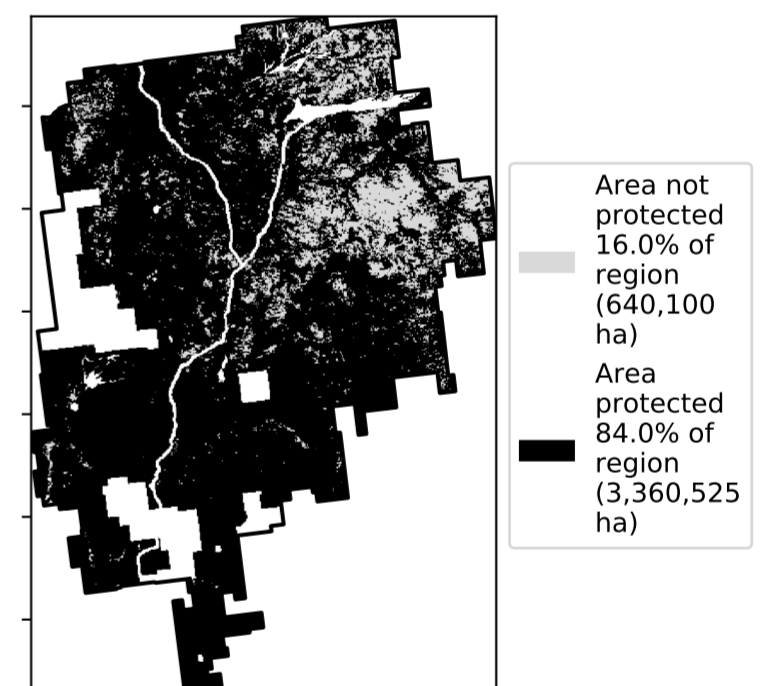 Area not
protected
16.0% of
region
(640,100
ha)
Area
protected
84.0% of
region
(3,360,525
ha)